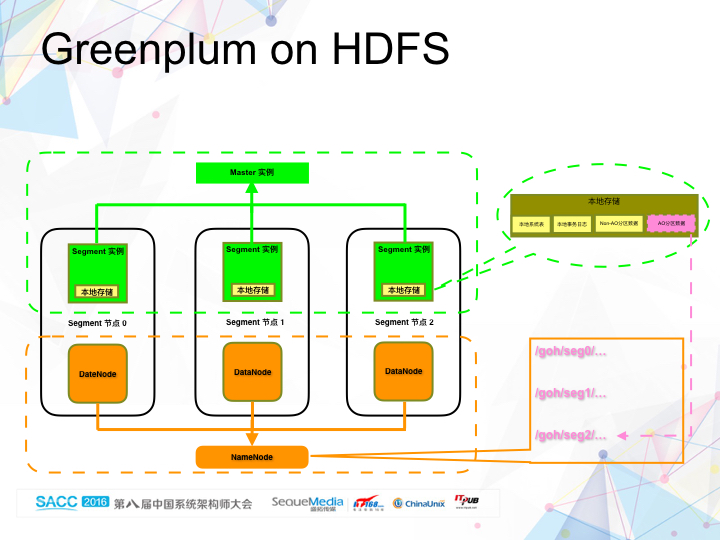 Greenplum on HDFS
Master 实例
本地存储
本地系统表
本地事务日志
Non-AO分区数据
AO分区数据
Segment 实例
Segment 实例
Segment 实例
本地存储
本地存储
本地存储
Segment 节点 0
Segment 节点 1
Segment 节点 2
DateNode
DataNode
DataNode
/goh/seg0/…
/goh/seg1/…
/goh/seg2/…
NameNode
SACC 2016 第八届中国系统架构师大会
SequeMedia
盛拓传媒
IT168.com
ChinaUnix
ITPUB
www.itpub.net